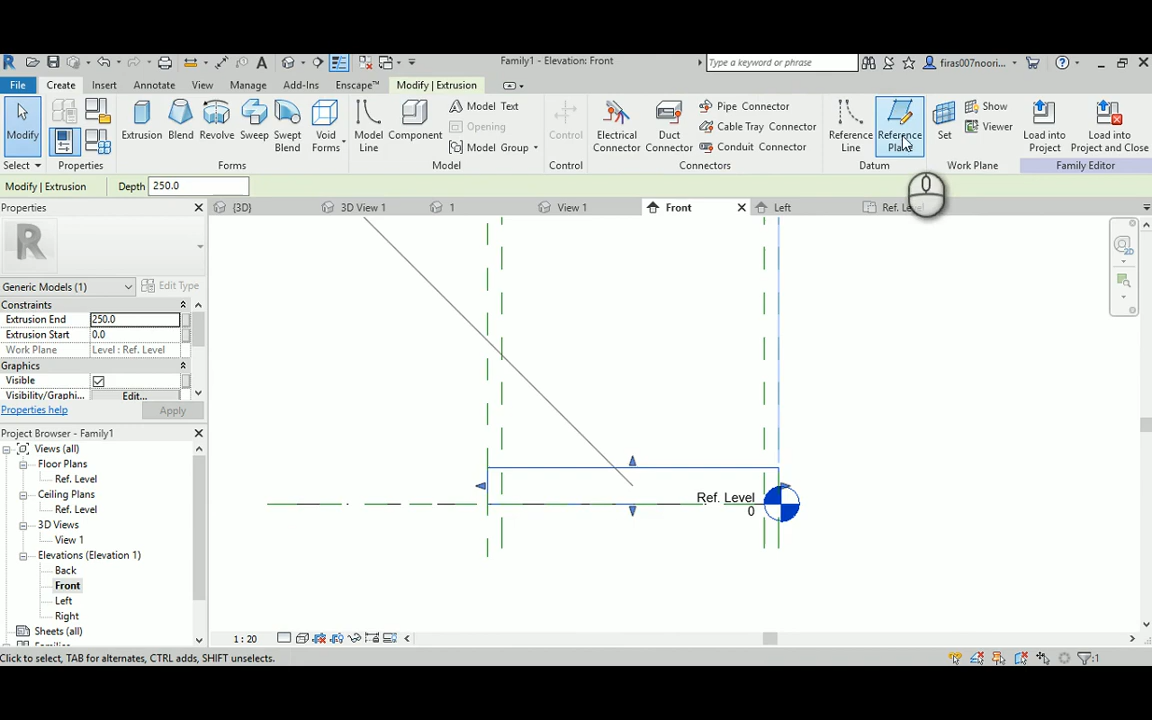 Family1 - Elevation: Front
Type a keyword or phrase
firas007noori...
File
Create
Insert
Annotate
View
Manage
Add-Ins
Enscape™
Modify | Extrusion
Modify
Select
Properties
Extrusion
Blend
Revolve
Sweep
Swept Blend
Void Forms
Forms
Model Line
Component
Model Text
Opening
Model Group
Model
Control
Control
Electrical Connector
Duct Connector
Pipe Connector
Cable Tray Connector
Conduit Connector
Connectors
Reference Line
Reference Plane
Datum
Set
Show
Viewer
Work Plane
Load into Project
Load into Project and Close
Family Editor
Modify | Extrusion
Depth 250.0
Properties
{3D}
3D View 1
1
View 1
Front
Left
Ref. Le
Generic Models (1)
Edit Type
Constraints
Extrusion End 250.0
Extrusion Start 0.0
Work Plane Level : Ref. Level
Graphics
Visible
Visibility/Graphi... Edit...
Properties help
Apply
Project Browser - Family1
Views (all)
Floor Plans
Ref. Level
Ceiling Plans
Ref. Level
3D Views
View 1
Elevations (Elevation 1)
Back
Front
Left
Right
Sheets (all)
Ref. Level
0
1 : 20
Click to select, TAB for alternates, CTRL adds, SHIFT unselects.
:1